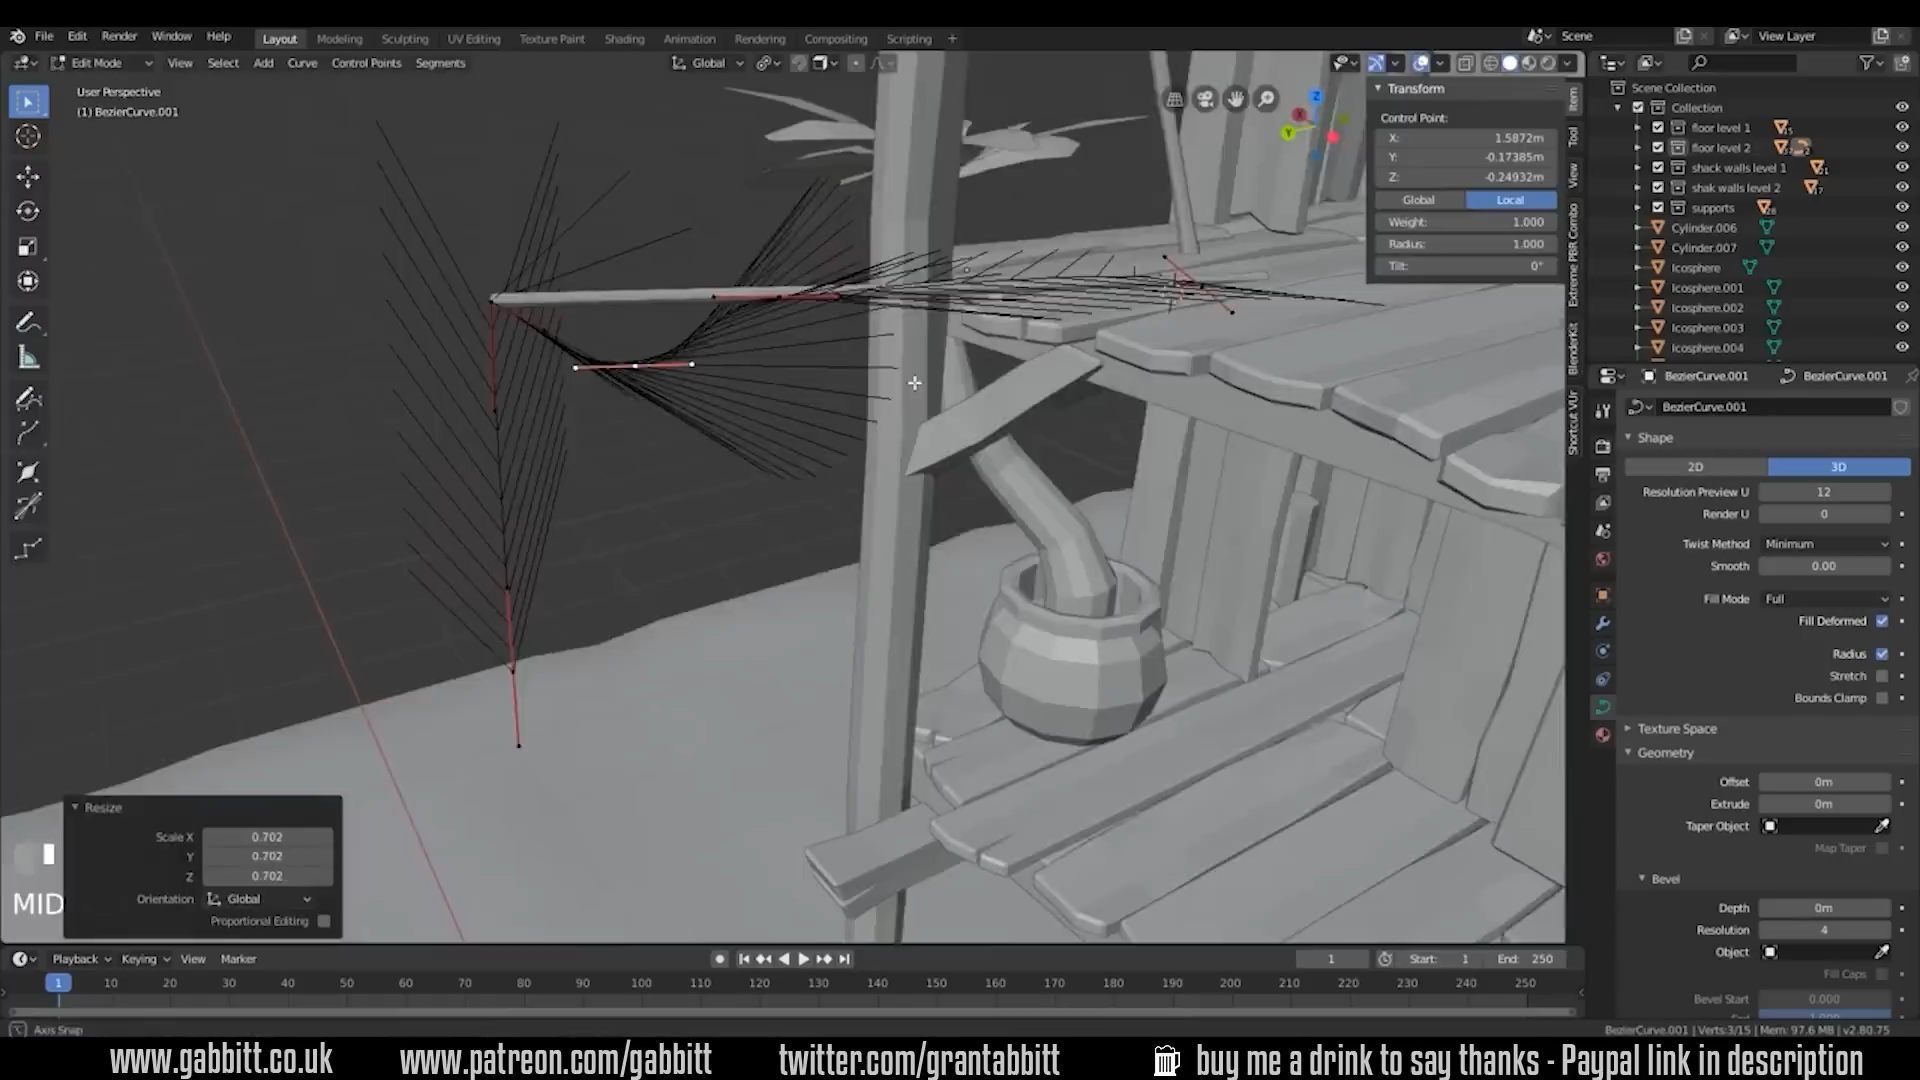 File Edit Render Window Help Layout Modeling Sculpting UV Editing Texture Paint Shading Animation Rendering Compositing Scripting + Scene View Layer
Edit Mode View Select Add Curve Control Points Segments Global
User Perspective
(1) BezierCurve.001
Transform
Control Point:
X: 1.5872m
Y: -0.17385m
Z: -0.24932m
Global Local
Weight: 1.000
Radius: 1.000
Tilt: 0°
Item
Tool
View
Extreme PBR Combo
BlenderKit
Shortcut VUr
Scene Collection
Collection
floor level 1
floor level 2
shack walls level 1
shak walls level 2
supports
Cylinder.006
Cylinder.007
Icosphere
Icosphere.001
Icosphere.002
Icosphere.003
Icosphere.004
BezierCurve.001 BezierCurve.001
BezierCurve.001
Shape
2D 3D
Resolution Preview U 12
Render U 0
Twist Method Minimum
Smooth 0.00
Fill Mode Full
Fill Deformed
Radius
Stretch
Bounds Clamp
Texture Space
Geometry
Offset 0m
Extrude 0m
Taper Object
Map Taper
Bevel
Depth 0m
Resolution 4
Object
Fill Caps
Bevel Start 0.000
Resize
Scale X 0.702
Y 0.702
Z 0.702
Orientation Global
Proportional Editing
MID
Playback Keying View Marker 1 Start: 1 End: 250
1 10 20 30 40 50 60 70 80 90 100 110 120 130 140 150 160 170 180 190 200 210 220 230 240 250
Axis Snap
BezierCurve.001 | Verts:3/15 | Mem: 97.6 MB | v2.80.75
www.gabbitt.co.uk www.patreon.com/gabbitt twitter.com/grantabbitt buy me a drink to say thanks - Paypal link in description